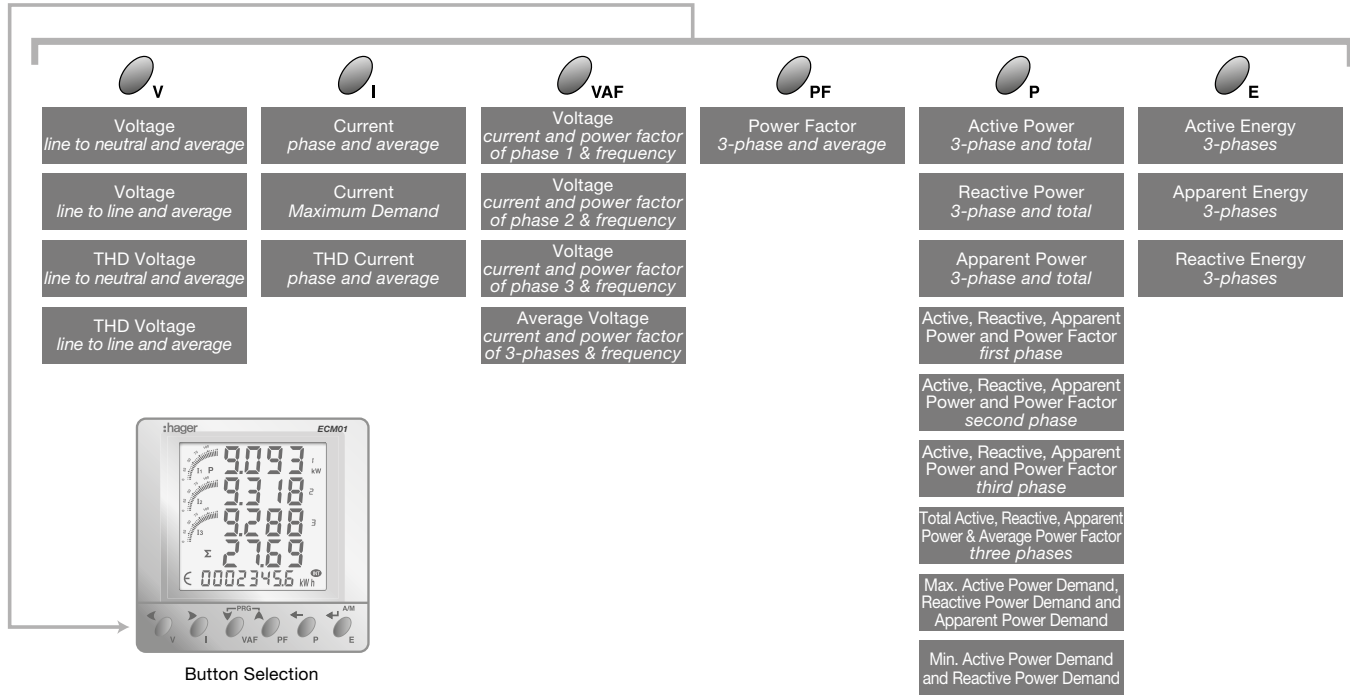 V
I
VAF
PF
P
E
Voltage
line to neutral and average
Voltage
line to line and average
THD Voltage
line to neutral and average
THD Voltage
line to line and average
Current
phase and average
Current
Maximum Demand
THD Current
phase and average
Voltage
current and power factor
of phase 1 & frequency
Voltage
current and power factor
of phase 2 & frequency
Voltage
current and power factor
of phase 3 & frequency
Average Voltage
current and power factor
of 3-phases & frequency
Power Factor
3-phase and average
Active Power
3-phase and total
Reactive Power
3-phase and total
Apparent Power
3-phase and total
Active, Reactive, Apparent
Power and Power Factor
first phase
Active, Reactive, Apparent
Power and Power Factor
second phase
Active, Reactive, Apparent
Power and Power Factor
third phase
Total Active, Reactive, Apparent
Power & Average Power Factor
three phases
Max. Active Power Demand,
Reactive Power Demand and
Apparent Power Demand
Min. Active Power Demand
and Reactive Power Demand
Active Energy
3-phases
Apparent Energy
3-phases
Reactive Energy
3-phases
:hager ECM01
I1 P 9.093 1 kW
I2 9.318 2
I3 9.288 3
Σ 27.69
€ 0002345.6 kWh
PRG A/M
V I VAF PF P E
Button Selection